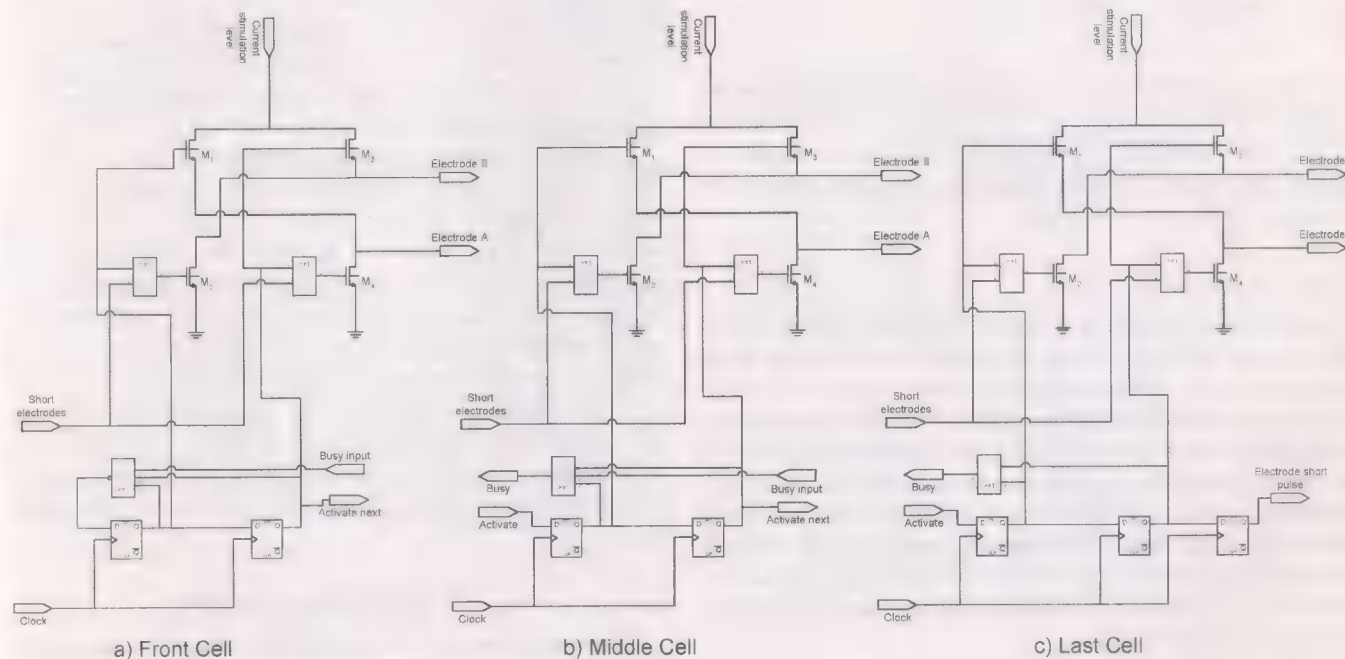 Current
stimulation
level
M1
M3
Electrode B
Electrode A
M2
M4
Short
electrodes
Busy input
Activate next
Clock
a) Front Cell
Current
stimulation
level
M1
M3
Electrode B
Electrode A
M2
M4
Short
electrodes
Busy
Busy input
Activate
Activate next
Clock
b) Middle Cell
Current
stimulation
level
Electrode
Electrode
M2
M4
Short
electrodes
Busy
Electrode short
pulse
Activate
Clock
c) Last Cell